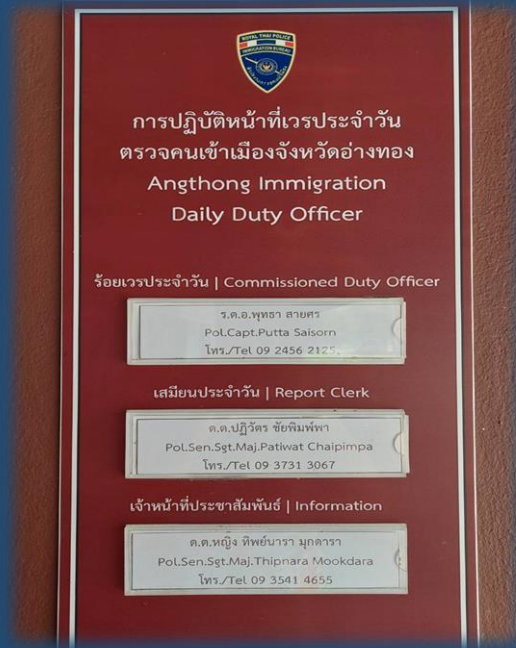 ROYAL THAI POLICE
IMMIGRATION BUREAU
การปฏิบัติหน้าที่เวรประจำวัน
ตรวจคนเข้าเมืองจังหวัดอ่างทอง
Angthong Immigration
Daily Duty Officer
ร้อยเวรประจำวัน | Commissioned Duty Officer
ร.ต.อ.พุทธา สายศร
Pol.Capt.Putta Saisorn
โทร./Tel 09 2456 2125
เสมียนประจำวัน | Report Clerk
ด.ต.ปฏิวัตร ชัยพิมพ์พา
Pol.Sen.Sgt.Maj.Patiwat Chaipimpa
โทร./Tel 09 3731 3067
เจ้าหน้าที่ประชาสัมพันธ์ | Information
ด.ต.หญิง ทิพย์นารา มุกดารา
Pol.Sen.Sgt.Maj.Thipnara Mookdara
โทร./Tel 09 3541 4655